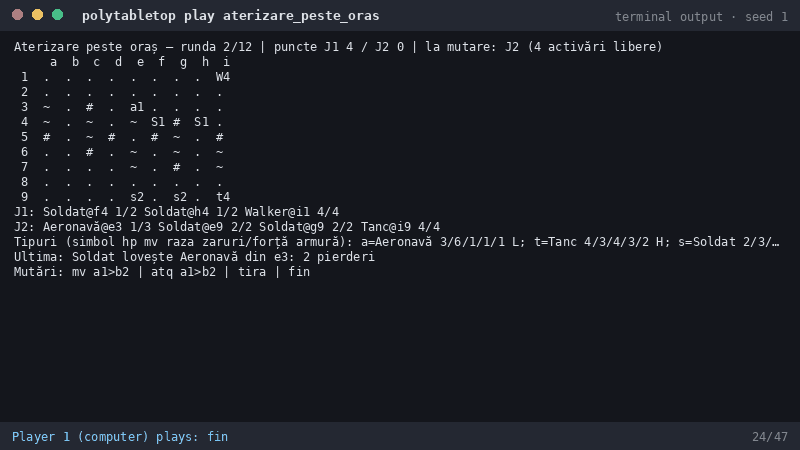 polytabletop play aterizare_peste_oras
terminal output · seed 1
Aterizare peste oraș — runda 2/12 | puncte J1 4 / J2 0 | la mutare: J2 (4 activări libere)
a b c d e f g h i
1 . . . . . . . . W4
2 . . . . . . . . .
3 ~ . # . a1 . . . .
4 ~ . ~ . ~ S1 # S1 .
5 # . ~ # . # ~ . #
6 . . # . ~ . ~ . ~
7 . . . . ~ . # . ~
8 . . . . . . . . .
9 . . . . s2 . s2 . t4
J1: Soldat@f4 1/2 Soldat@h4 1/2 Walker@i1 4/4
J2: Aeronavă@e3 1/3 Soldat@e9 2/2 Soldat@g9 2/2 Tanc@i9 4/4
Tipuri (simbol hp mv raza zaruri/forță armură): a=Aeronavă 3/6/1/1/1 L; t=Tanc 4/3/4/3/2 H; s=Soldat 2/3/…
Ultima: Soldat lovește Aeronavă din e3: 2 pierderi
Mutări: mv a1>b2 | atq a1>b2 | tira | fin
Player 1 (computer) plays: fin
24/47